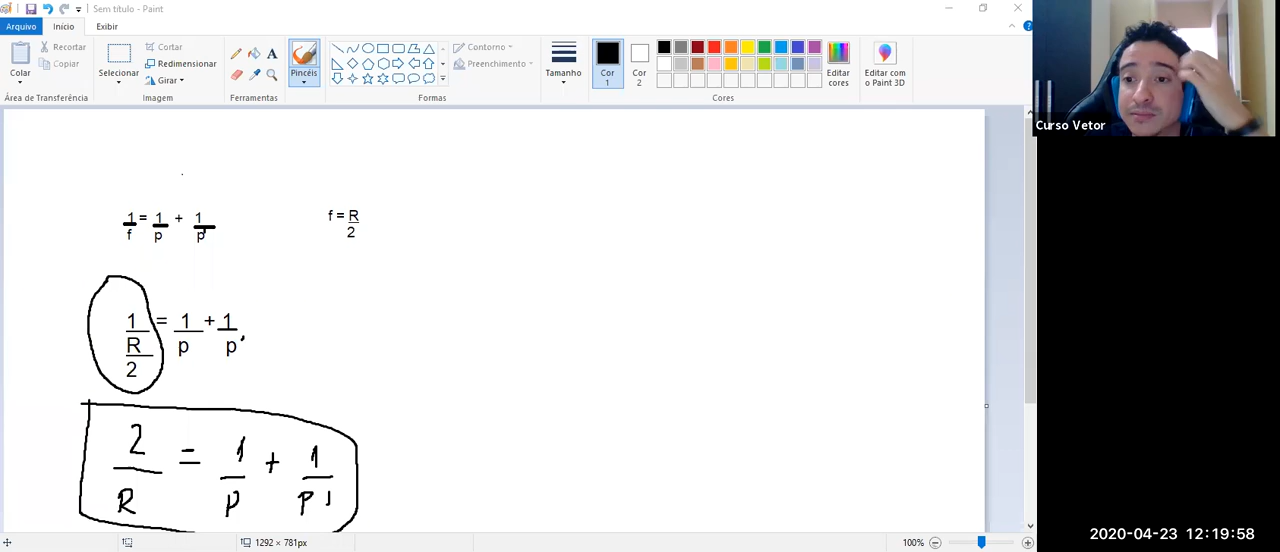 Sem título - Paint
Arquivo Início Exibir
Colar
Recortar
Copiar
Área de Transferência
Selecionar
Cortar
Redimensionar
Girar
Imagem
Ferramentas
Pincéis
Contorno
Preenchimento
Formas
Tamanho
Cor 1
Cor 2
Editar cores
Cores
Editar com o Paint 3D
Curso Vetor
1/f = 1/p + 1/p'
f = R/2
1/(R/2) = 1/p + 1/p'
2/R = 1/p + 1/p'
1292 × 781px
100%
2020-04-23 12:19:58